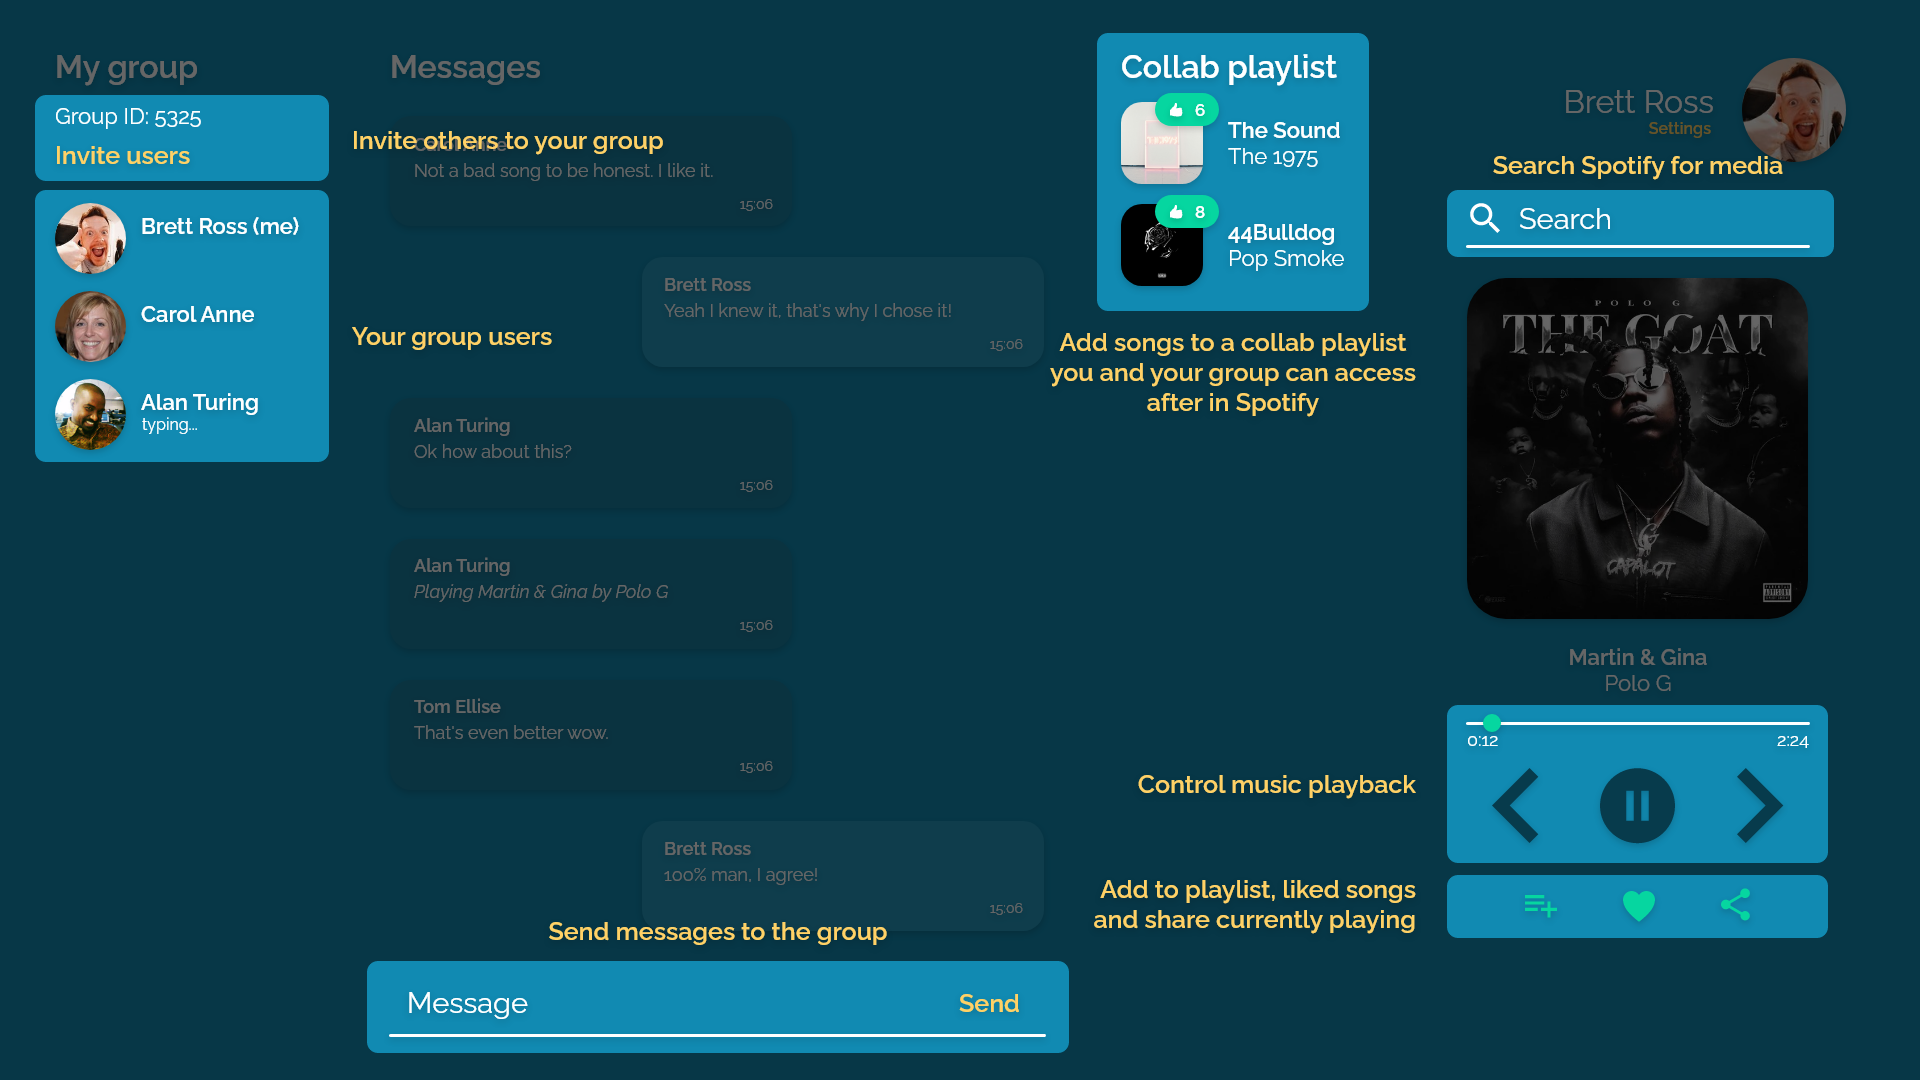 My group
Group ID: 5325
Invite users
Brett Ross (me)
Carol Anne
Alan Turing
typing...
Messages
Invite others to your group
Carol Anne
Not a bad song to be honest. I like it.
15:06
Brett Ross
Yeah I knew it, that's why I chose it!
15:06
Your group users
Alan Turing
Ok how about this?
15:06
Alan Turing
Playing Martin & Gina by Polo G
15:06
Tom Ellise
That's even better wow.
15:06
Brett Ross
100% man, I agree!
15:06
Send messages to the group
Message
Send
Collab playlist
6
The Sound
The 1975
8
44Bulldog
Pop Smoke
Add songs to a collab playlist
you and your group can access
after in Spotify
Brett Ross
Settings
Search Spotify for media
Search
POLO G
THE GOAT
CAPALOT
Martin & Gina
Polo G
0:12
2:24
Control music playback
Add to playlist, liked songs
and share currently playing